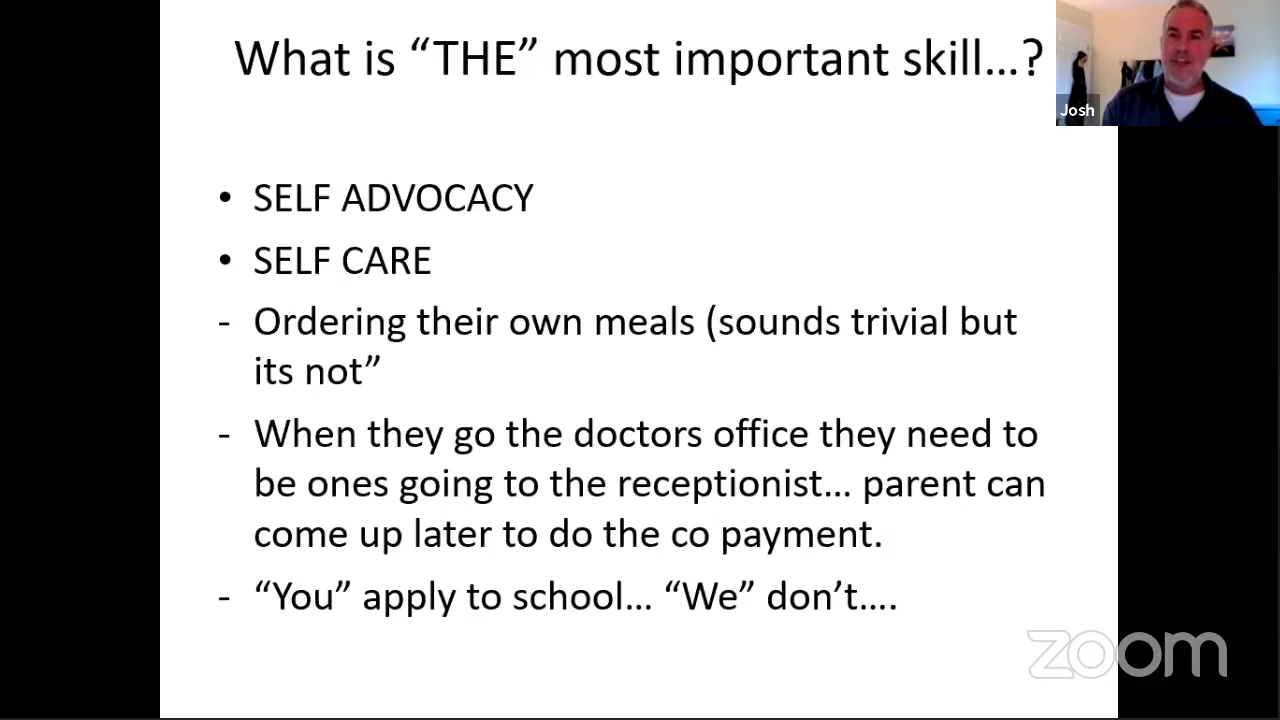 What is “THE” most important skill...?
Josh
• SELF ADVOCACY
• SELF CARE
- Ordering their own meals (sounds trivial but
its not”
- When they go the doctors office they need to
be ones going to the receptionist... parent can
come up later to do the co payment.
- “You” apply to school... “We” don’t....
zoom